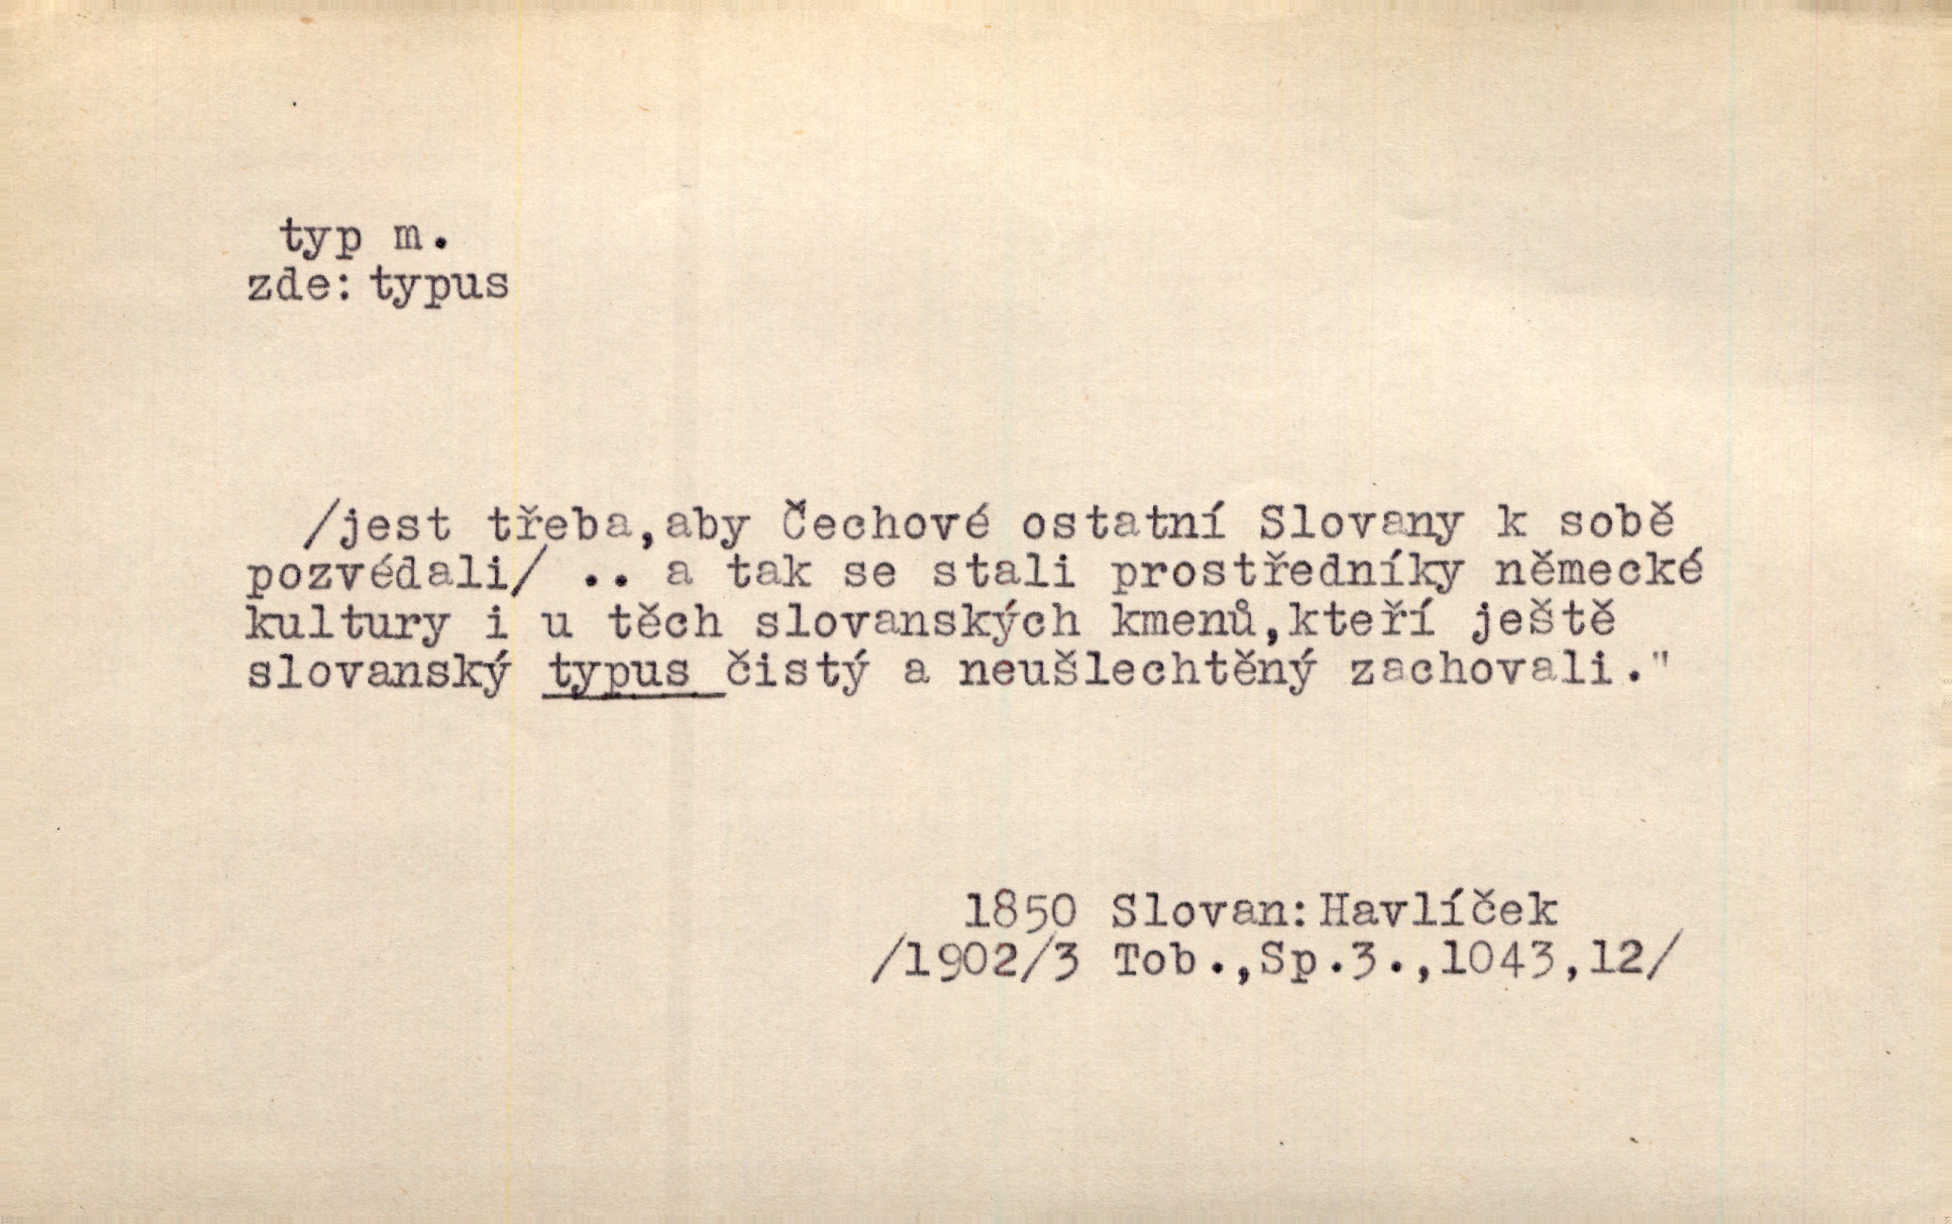 typ m.
zde: typus
/jest třeba,aby Čechové ostatní Slovany k sobě
pozvédali/ .. a tak se stali prostředníky německé
kultury i u těch slovanských kmenů,kteří ještě
slovanský typus čistý a neušlechtěný zachovali."
1850 Slovan:Havlíček
/1902/3 Tob.,Sp.3.,1043,12/